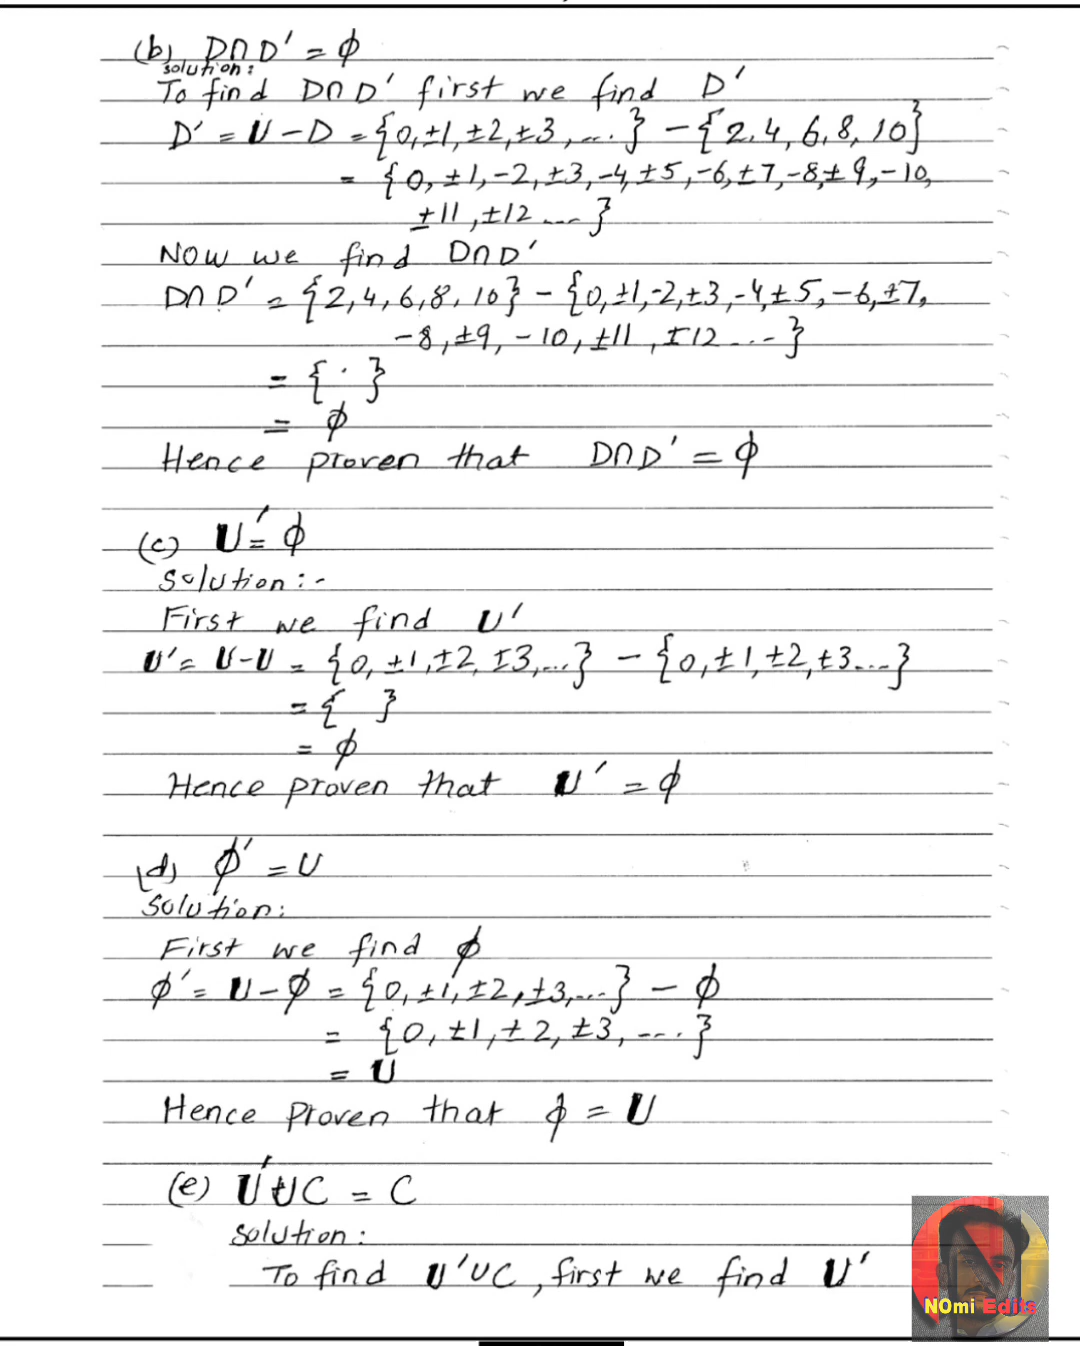 (b) D∩D' = ϕ
solution:
To find D∩D' first we find D'
D' = U - D = {0, ±1, ±2, ±3, ....} - {2, 4, 6, 8, 10}
= {0, ±1, -2, ±3, -4, ±5, -6, ±7, -8, ±9, -10,
±11, ±12 ....}
Now we find D∩D'
D∩D' = {2, 4, 6, 8, 10} - {0, ±1, -2, ±3, -4, ±5, -6, ±7,
-8, ±9, -10, ±11, ±12 ....}
= { }
= ϕ
Hence proven that D∩D' = ϕ
(c) U' = ϕ
Solution:-
First we find U'
U' = U-U = {0, ±1, ±2, ±3, ....} - {0, ±1, ±2, ±3....}
= { }
= ϕ
Hence proven that U' = ϕ
(d) ϕ' = U
Solution:
First we find ϕ
ϕ' = U - ϕ = {0, ±1, ±2, ±3, ....} - ϕ
= {0, ±1, ±2, ±3, ....}
= U
Hence proven that ϕ = U
(e) U'UC = C
Solution:
To find U'UC, first we find U'
NOmi Edits